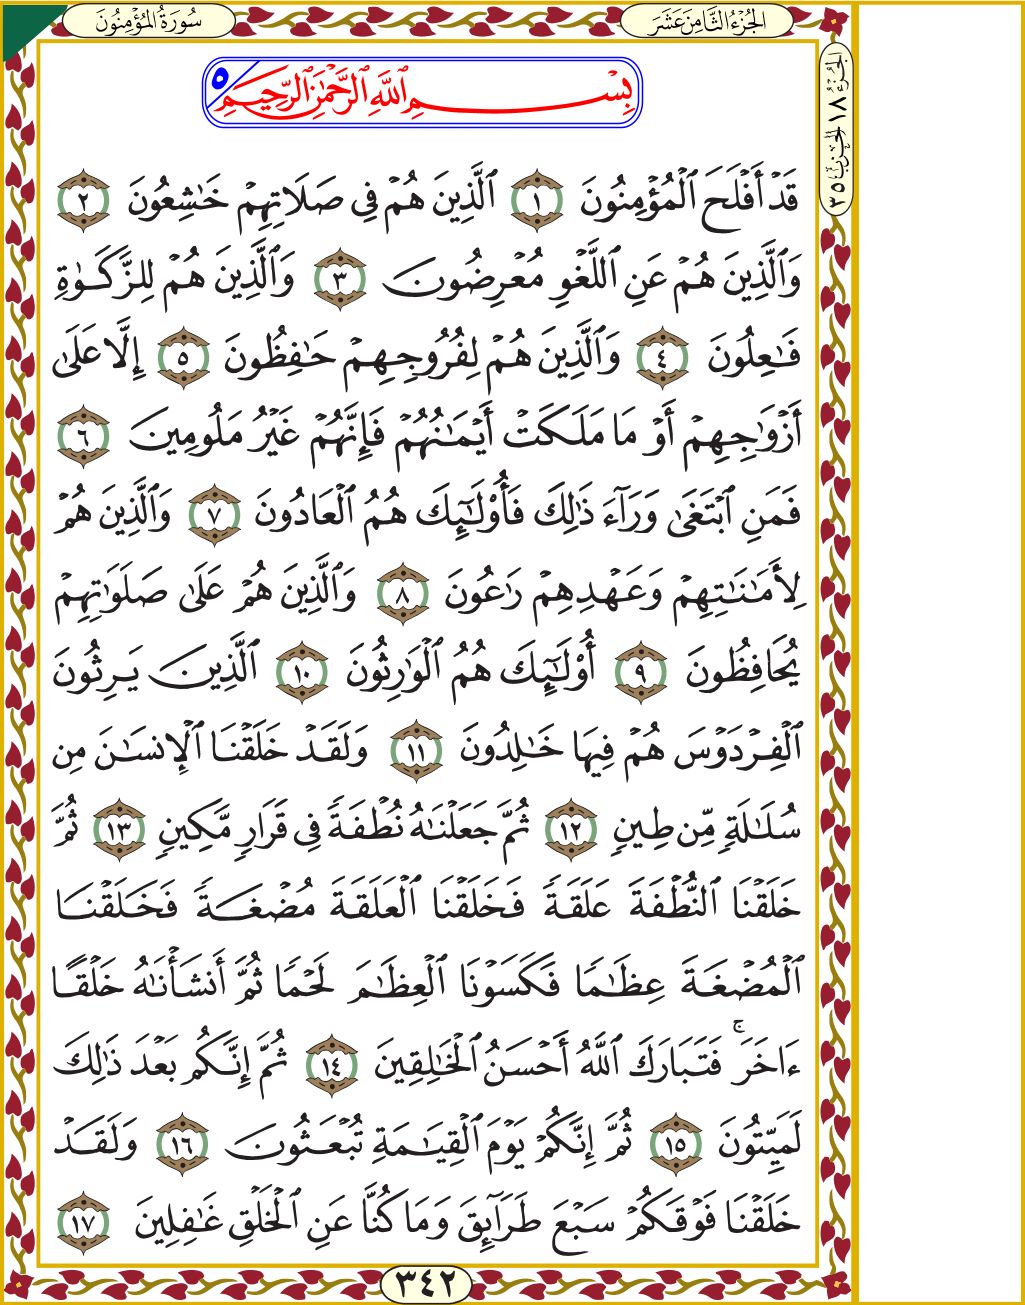 الجُزْءُ الثَّامِنَ عَشَرَ
سُورَةُ المُؤْمِنُونَ
الجُزْءُ ١٨ الحِزْبُ ٣٥
بِسْمِ ٱللَّهِ ٱلرَّحْمَٰنِ ٱلرَّحِيمِ ٥
قَدْ أَفْلَحَ ٱلْمُؤْمِنُونَ ١ ٱلَّذِينَ هُمْ فِى صَلَاتِهِمْ خَٰشِعُونَ ٢
وَٱلَّذِينَ هُمْ عَنِ ٱللَّغْوِ مُعْرِضُونَ ٣ وَٱلَّذِينَ هُمْ لِلزَّكَوٰةِ
فَٰعِلُونَ ٤ وَٱلَّذِينَ هُمْ لِفُرُوجِهِمْ حَٰفِظُونَ ٥ إِلَّا عَلَىٰ
أَزْوَٰجِهِمْ أَوْ مَا مَلَكَتْ أَيْمَٰنُهُمْ فَإِنَّهُمْ غَيْرُ مَلُومِينَ ٦
فَمَنِ ٱبْتَغَىٰ وَرَآءَ ذَٰلِكَ فَأُو۟لَٰٓئِكَ هُمُ ٱلْعَادُونَ ٧ وَٱلَّذِينَ هُمْ
لِأَمَٰنَٰتِهِمْ وَعَهْدِهِمْ رَٰعُونَ ٨ وَٱلَّذِينَ هُمْ عَلَىٰ صَلَوَٰتِهِمْ
يُحَافِظُونَ ٩ أُو۟لَٰٓئِكَ هُمُ ٱلْوَٰرِثُونَ ١٠ ٱلَّذِينَ يَرِثُونَ
ٱلْفِرْدَوْسَ هُمْ فِيهَا خَٰلِدُونَ ١١ وَلَقَدْ خَلَقْنَا ٱلْإِنسَٰنَ مِن
سُلَٰلَةٍ مِّن طِينٍ ١٢ ثُمَّ جَعَلْنَٰهُ نُطْفَةً فِى قَرَارٍ مَّكِينٍ ١٣ ثُمَّ
خَلَقْنَا ٱلنُّطْفَةَ عَلَقَةً فَخَلَقْنَا ٱلْعَلَقَةَ مُضْغَةً فَخَلَقْنَا
ٱلْمُضْغَةَ عِظَٰمًا فَكَسَوْنَا ٱلْعِظَٰمَ لَحْمًا ثُمَّ أَنشَأْنَٰهُ خَلْقًا
ءَاخَرَ ۚ فَتَبَارَكَ ٱللَّهُ أَحْسَنُ ٱلْخَٰلِقِينَ ١٤ ثُمَّ إِنَّكُم بَعْدَ ذَٰلِكَ
لَمَيِّتُونَ ١٥ ثُمَّ إِنَّكُمْ يَوْمَ ٱلْقِيَٰمَةِ تُبْعَثُونَ ١٦ وَلَقَدْ
خَلَقْنَا فَوْقَكُمْ سَبْعَ طَرَآئِقَ وَمَا كُنَّا عَنِ ٱلْخَلْقِ غَٰفِلِينَ ١٧
٣٤٢